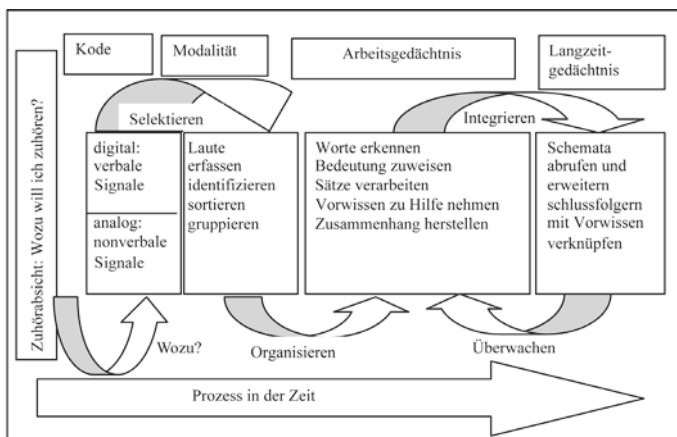 Kode
Modalität
Arbeitsgedächtnis
Langzeit-
gedächtnis
Zuhörabsicht: Wozu will ich zuhören?
Selektieren
Integrieren
digital:
verbale
Signale
analog:
nonverbale
Signale
Laute
erfassen
identifizieren
sortieren
gruppieren
Worte erkennen
Bedeutung zuweisen
Sätze verarbeiten
Vorwissen zu Hilfe nehmen
Zusammenhang herstellen
Schemata
abrufen und
erweitern
schlussfolgern
mit Vorwissen
verknüpfen
Wozu?
Organisieren
Überwachen
Prozess in der Zeit